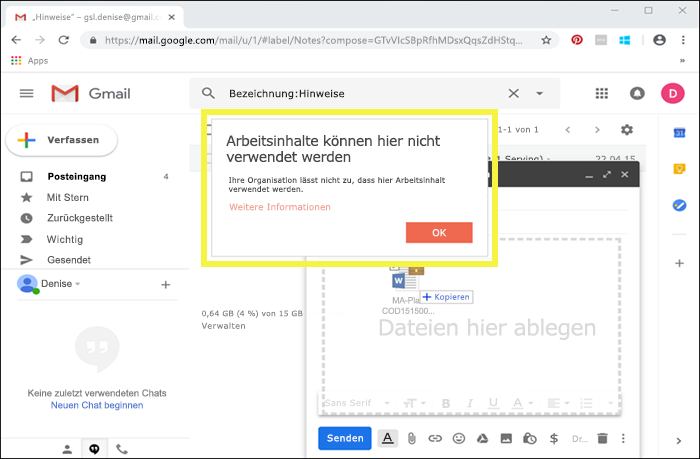 „Hinweise“ – gsl.denise@gmail.c
https://mail.google.com/mail/u/1/#label/Notes?compose=GTvVlcSBpRfhMDsxQqsZdHStq...
Apps
Gmail
Bezeichnung:Hinweise
D
Verfassen
1-1 von 1
Serving) -
22.04.15
Arbeitsinhalte können hier nicht
verwendet werden
Ihre Organisation lässt nicht zu, dass hier Arbeitsinhalt
verwendet werden.
Weitere Informationen
OK
Posteingang 4
Mit Stern
Zurückgestellt
Wichtig
Gesendet
Denise
31
Kopieren
MA-Pla
COD151500...
Dateien hier ablegen
0,64 GB (4 %) von 15 GB
Verwalten
Keine zuletzt verwendeten Chats
Neuen Chat beginnen
Sans Serif
B I U A
Senden
A
$
Dr...